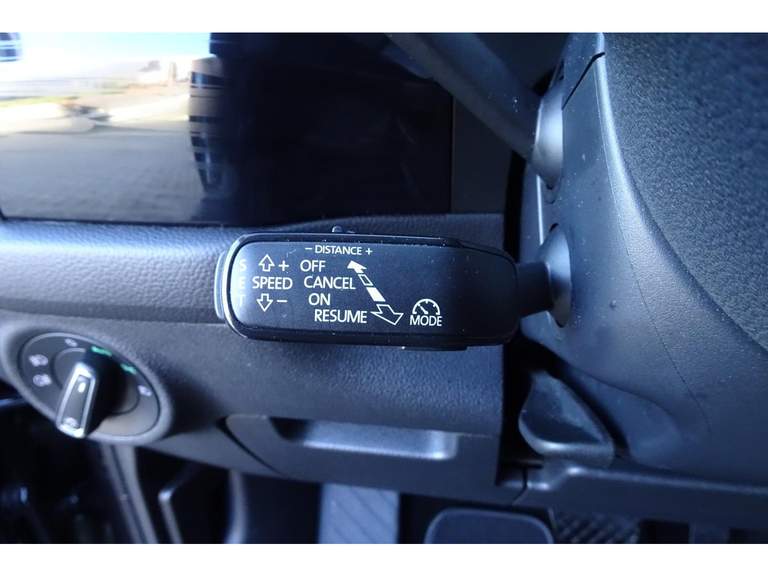 − DISTANCE +
S + OFF
E SPEED CANCEL
T − ON
RESUME MODE